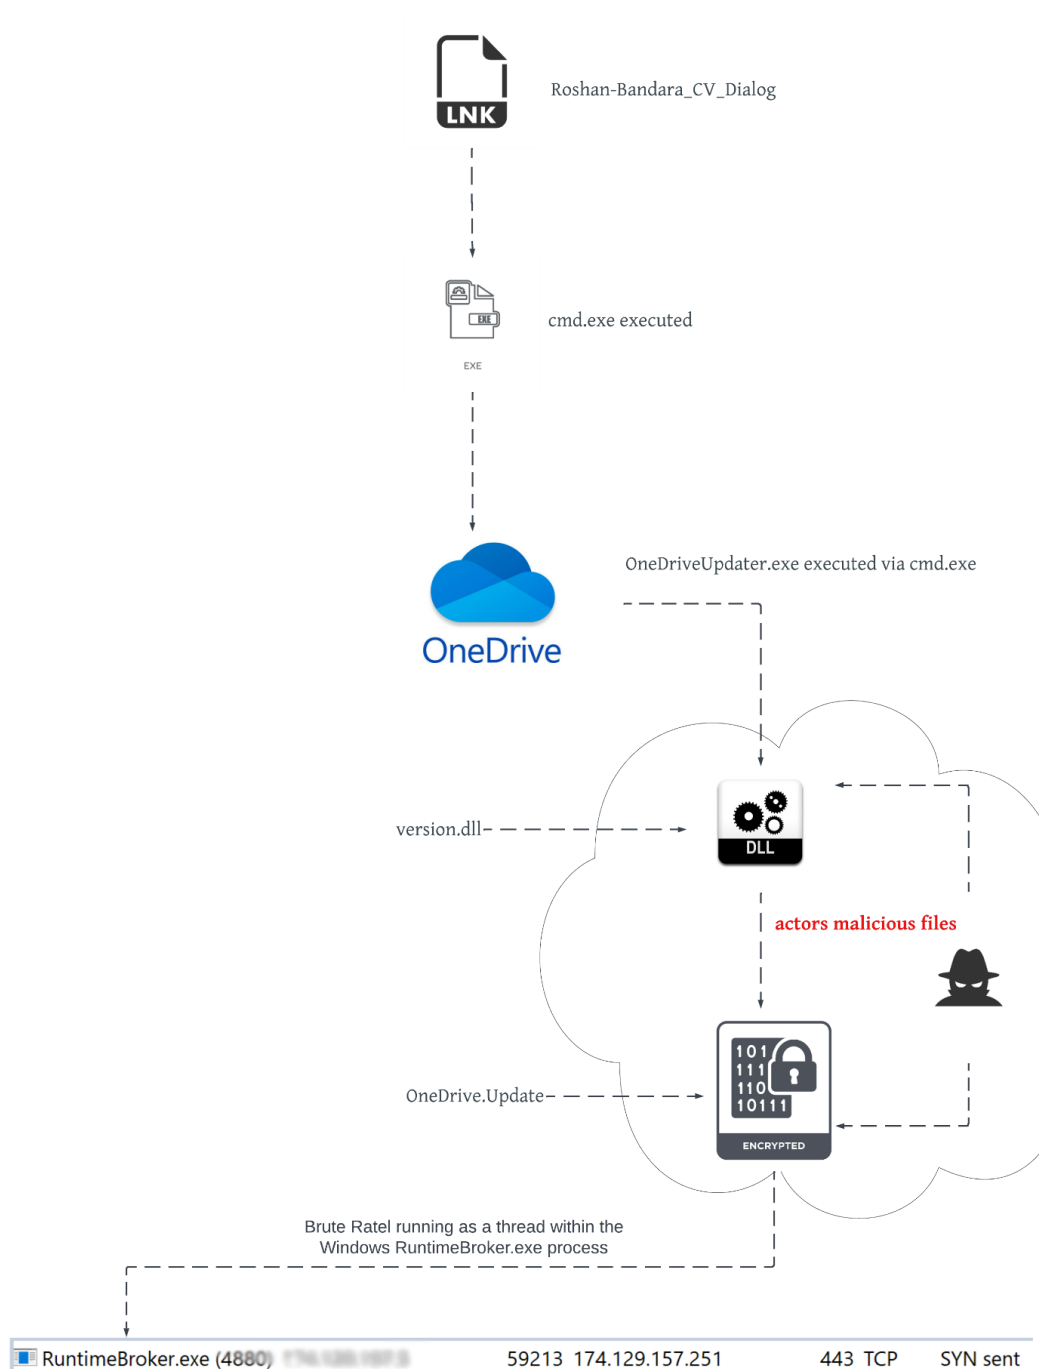 LNK
Roshan-Bandara_CV_Dialog
EXE
cmd.exe executed
EXE
OneDriveUpdater.exe executed via cmd.exe
OneDrive
version.dll
DLL
actors malicious files
101
111
110
10111
OneDrive.Update
ENCRYPTED
Brute Ratel running as a thread within the
Windows RuntimeBroker.exe process
RuntimeBroker.exe (4880) 59213 174.129.157.251 443 TCP SYN sent